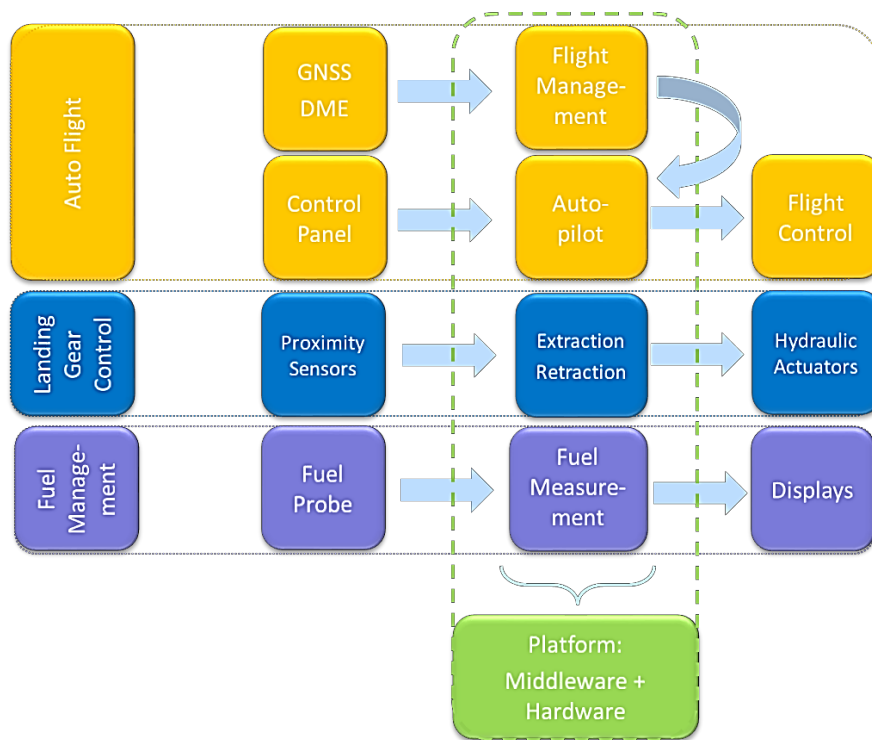 Auto Flight
GNSS
DME
Flight
Manage-
ment
Control
Panel
Auto-
pilot
Flight
Control
Landing
Gear
Control
Proximity
Sensors
Extraction
Retraction
Hydraulic
Actuators
Fuel
Manage-
ment
Fuel
Probe
Fuel
Measure-
ment
Displays
Platform:
Middleware +
Hardware